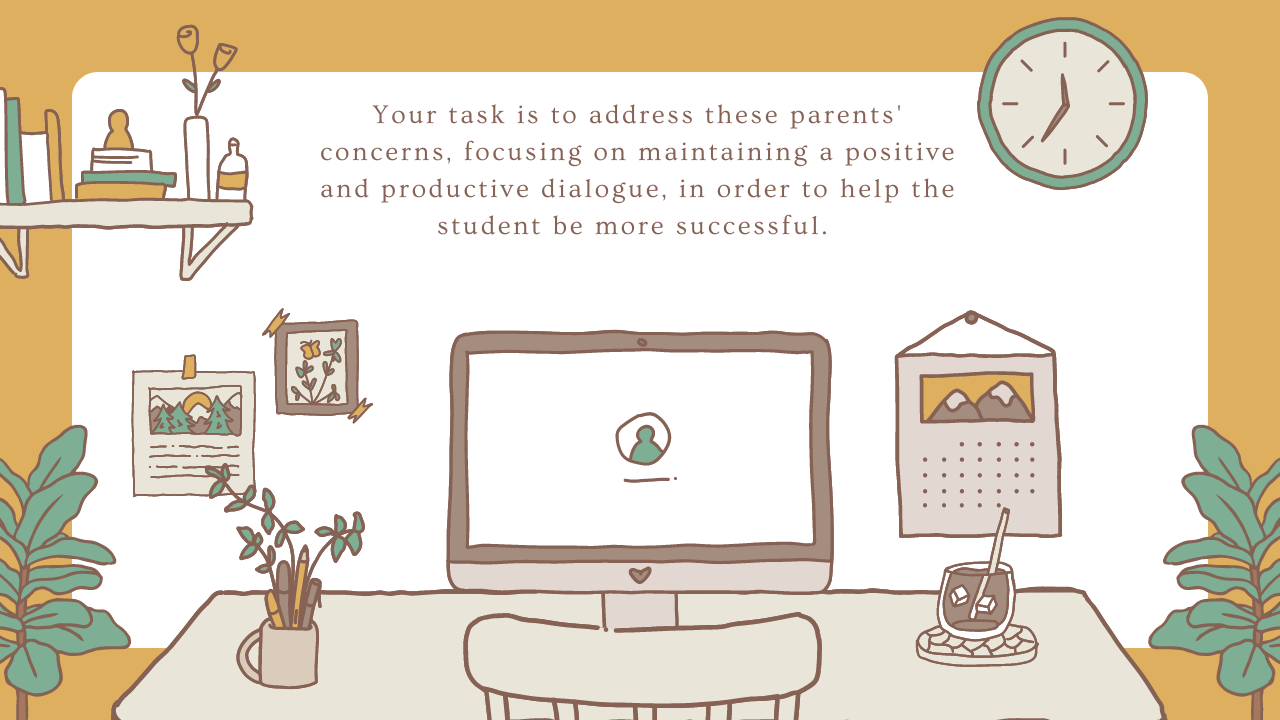 Your task is to address these parents'
concerns, focusing on maintaining a positive
and productive dialogue, in order to help the
student be more successful.